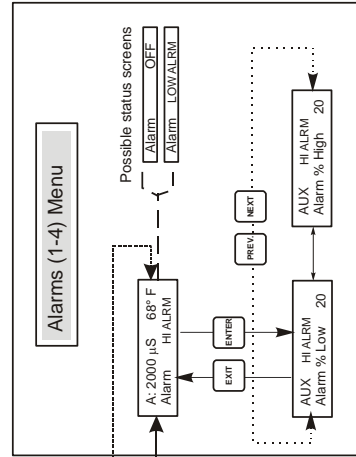 Alarms (1-4) Menu
Possible status screens
Alarm OFF
Alarm LOW ALRM
A: 2000 µS 68° F
Alarm HI ALRM
EXIT
ENTER
PREV.
NEXT
AUX HI ALRM
Alarm % Low 20
AUX HI ALRM
Alarm % High 20